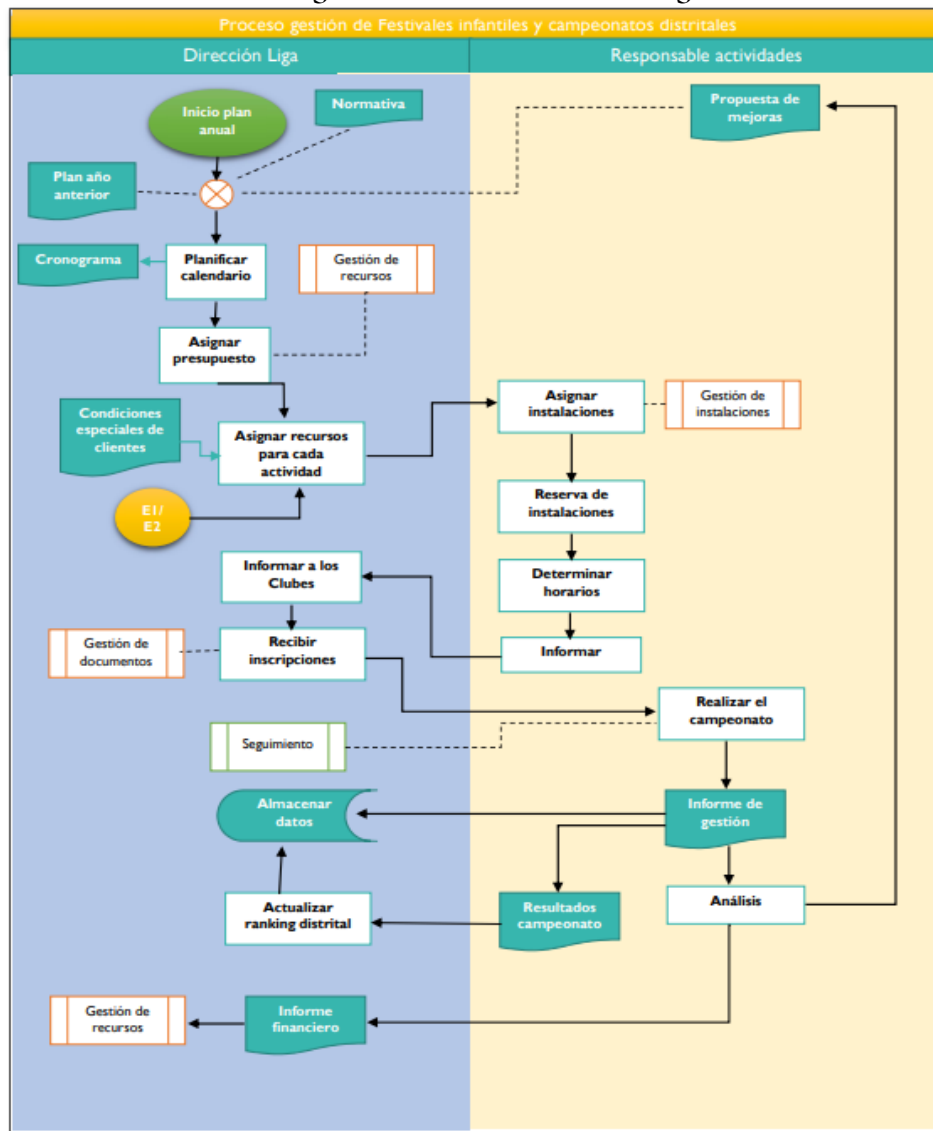 Proceso gestión de Festivales infantiles y campeonatos distritales
Dirección Liga
Responsable actividades
Inicio plan
anual
Normativa
Propuesta de
mejoras
Plan año
anterior
Cronograma
Planificar
calendario
Gestión de
recursos
Asignar
presupuesto
Condiciones
especiales de
clientes
Asignar recursos
para cada
actividad
Asignar
instalaciones
Gestión de
instalaciones
E1/
E2
Reserva de
instalaciones
Informar a los
Clubes
Determinar
horarios
Gestión de
documentos
Recibir
inscripciones
Informar
Realizar el
campeonato
Seguimiento
Almacenar
datos
Informe de
gestión
Actualizar
ranking distrital
Resultados
campeonato
Análisis
Gestión de
recursos
Informe
financiero